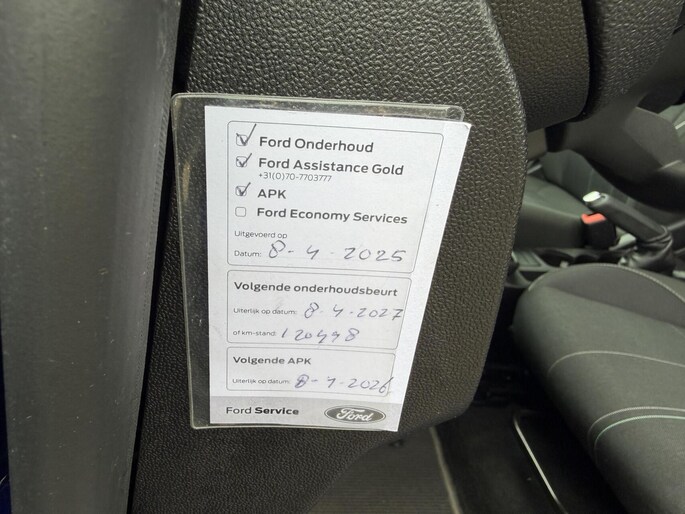 Ford Onderhoud
Ford Assistance Gold
+31(0)70-7703777
APK
Ford Economy Services
Uitgevoerd op
Datum: 8-4-2025
Volgende onderhoudsbeurt
Uiterlijk op datum: 8-4-2027
of km-stand: 120448
Volgende APK
Uiterlijk op datum: 8-4-2026
Ford Service Ford